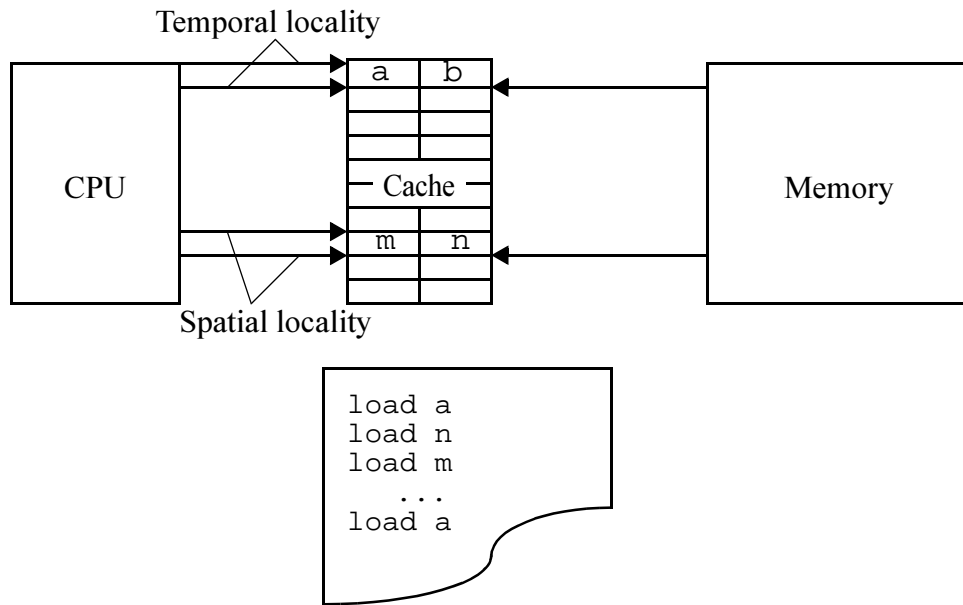 Temporal locality
a b
CPU
Cache
Memory
m n
Spatial locality
load a
load n
load m
...
load a